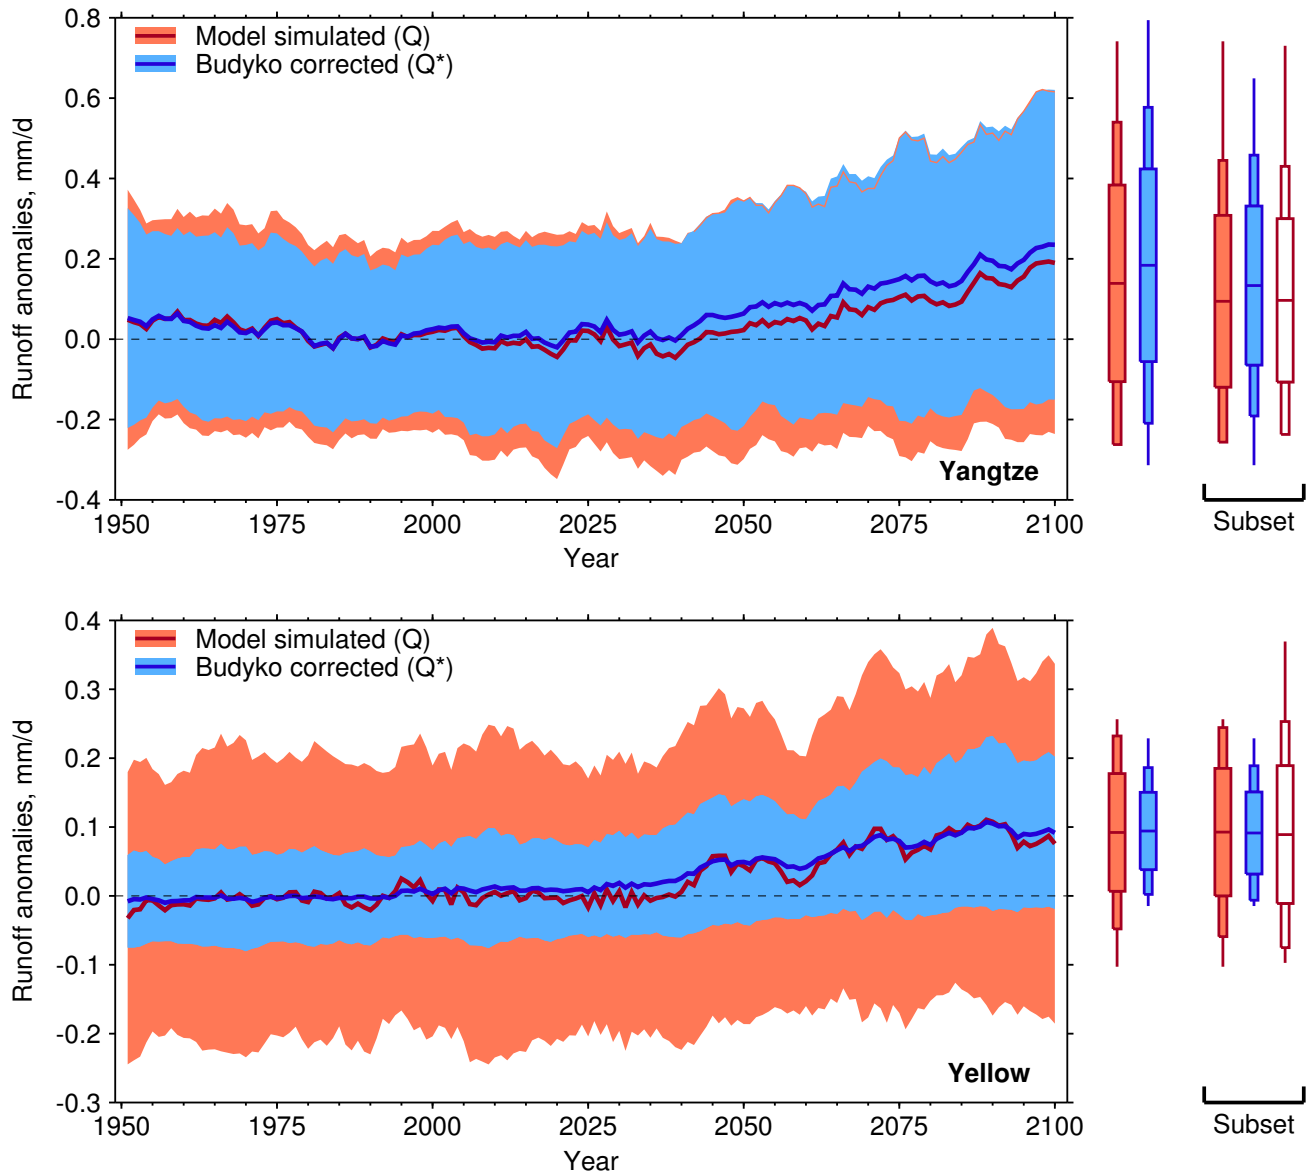 0.8
0.6
0.4
0.2
0.0
-0.2
-0.4
Runoff anomalies, mm/d
Model simulated (Q)
Budyko corrected (Q*)
Yangtze
1950 1975 2000 2025 2050 2075 2100
Year
Subset
0.4
0.3
0.2
0.1
0.0
-0.1
-0.2
-0.3
Runoff anomalies, mm/d
Model simulated (Q)
Budyko corrected (Q*)
Yellow
1950 1975 2000 2025 2050 2075 2100
Year
Subset